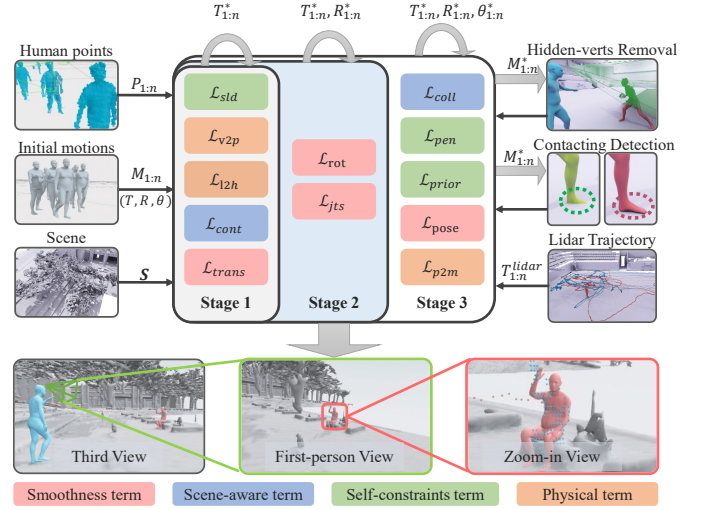 T*1:n
T*1:n, R*1:n
T*1:n, R*1:n, θ*1:n
Human points
P1:n
Initial motions
M1:n
(T, R, θ)
Scene
S
ℒsld
ℒv2p
ℒl2h
ℒcont
ℒtrans
Stage 1
ℒrot
ℒjts
Stage 2
ℒcoll
ℒpen
ℒprior
ℒpose
ℒp2m
Stage 3
Hidden-verts Removal
M*1:n
Contacting Detection
M*1:n
Lidar Trajectory
T lidar 1:n
Third View
First-person View
Zoom-in View
Smoothness term
Scene-aware term
Self-constraints term
Physical term